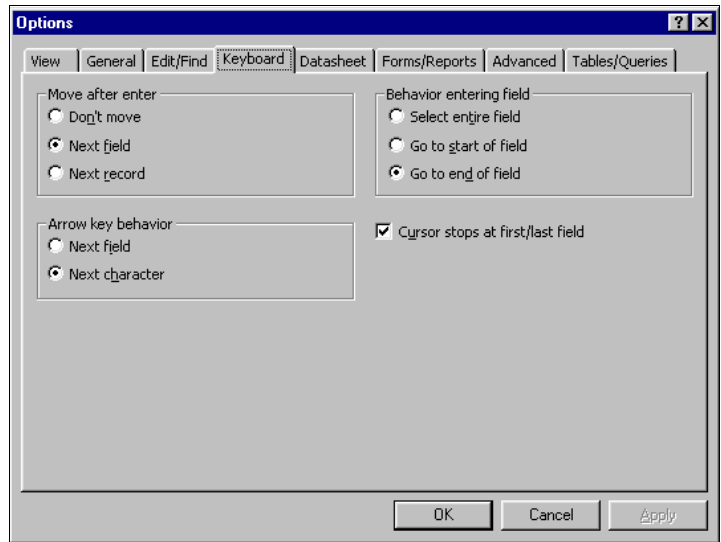 Options
View General Edit/Find Keyboard Datasheet Forms/Reports Advanced Tables/Queries
Move after enter
Don't move
Next field
Next record
Behavior entering field
Select entire field
Go to start of field
Go to end of field
Arrow key behavior
Next field
Next character
Cursor stops at first/last field
OK Cancel Apply